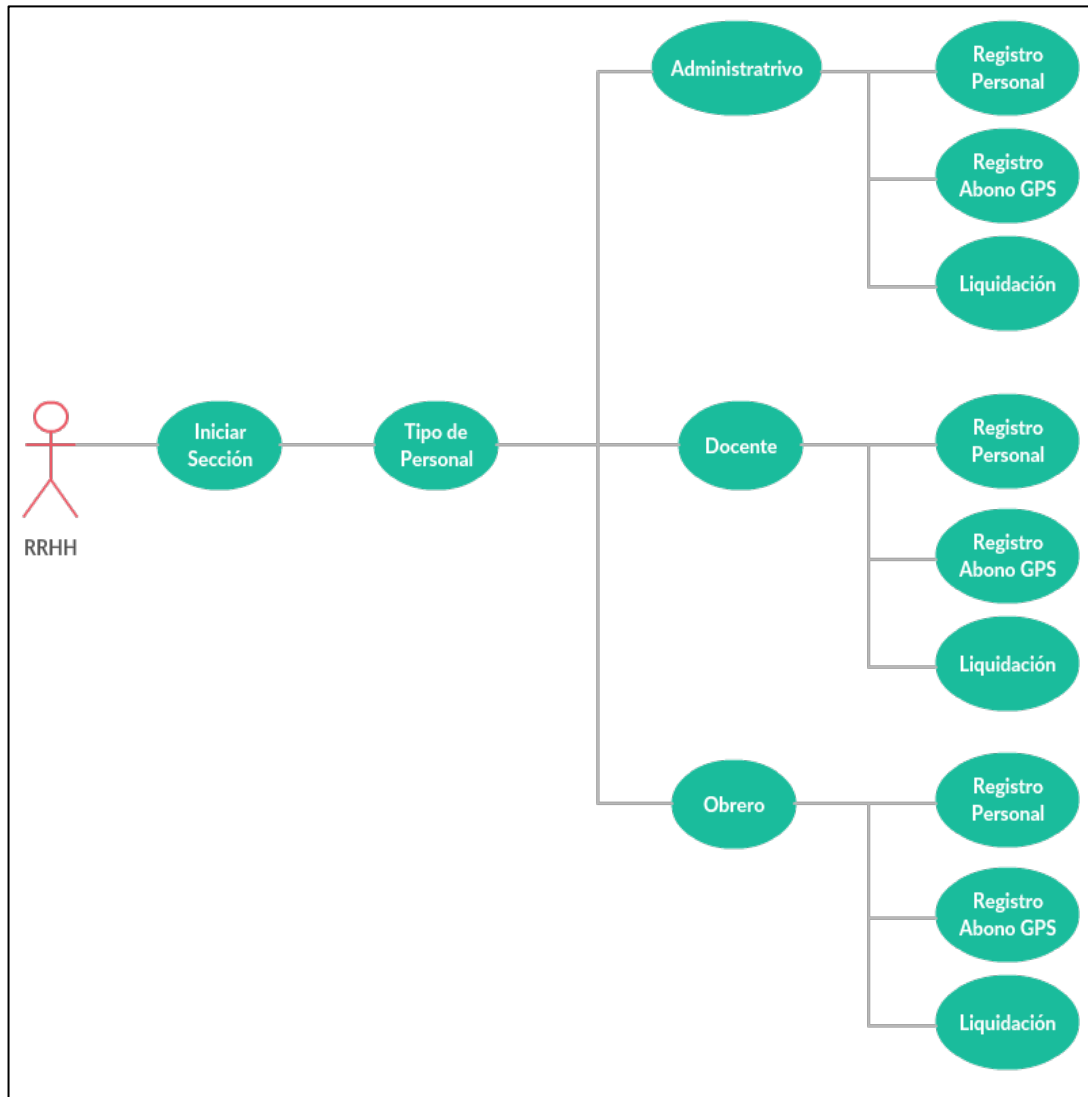 Administratrivo
Registro
Personal
Registro
Abono GPS
Liquidación
RRHH
Iniciar
Sección
Tipo de
Personal
Docente
Registro
Personal
Registro
Abono GPS
Liquidación
Obrero
Registro
Personal
Registro
Abono GPS
Liquidación